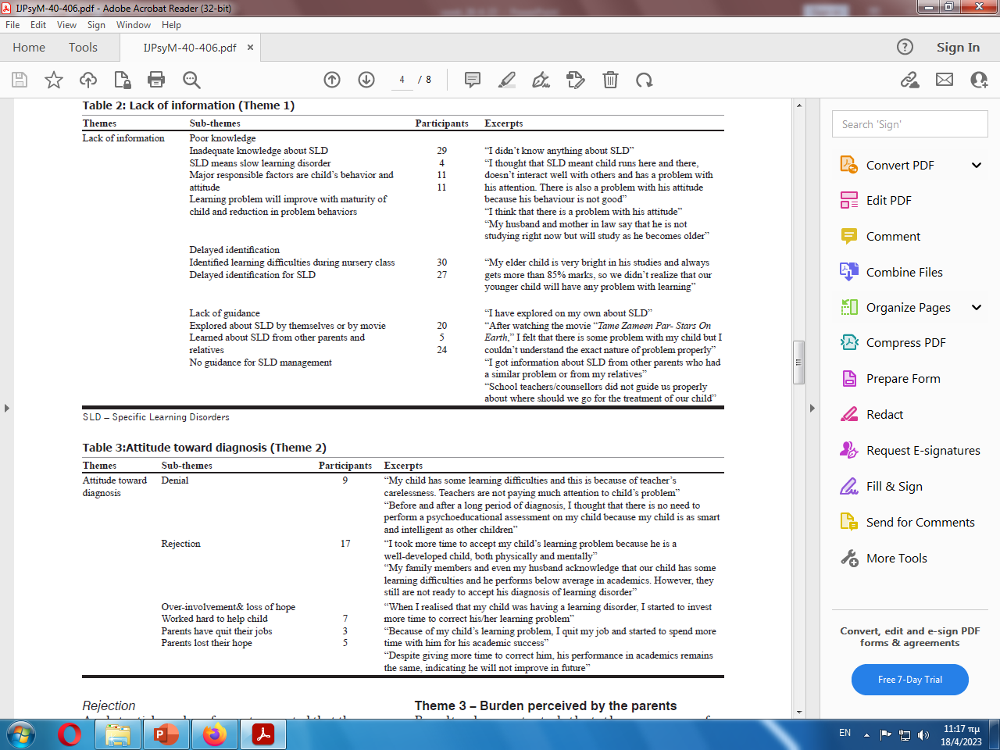 IJPsyM-40-406.pdf - Adobe Acrobat Reader (32-bit)
File Edit View Sign Window Help
Home Tools IJPsyM-40-406.pdf × Sign In
4 / 8
Table 2: Lack of information (Theme 1)
Themes Sub-themes Participants Excerpts
Lack of information Poor knowledge
Inadequate knowledge about SLD 29 “I didn’t know anything about SLD”
SLD means slow learning disorder 4 “I thought that SLD meant child runs here and there,
Major responsible factors are child’s behavior and 11 doesn’t interact well with others and has a problem with
attitude 11 his attention. There is also a problem with his attitude
Learning problem will improve with maturity of because his behaviour is not good”
child and reduction in problem behaviors “I think that there is a problem with his attitude”
“My husband and mother in law say that he is not
studying right now but will study as he becomes older”
Delayed identification
Identified learning difficulties during nursery class 30 “My elder child is very bright in his studies and always
Delayed identification for SLD 27 gets more than 85% marks, so we didn’t realize that our
younger child will have any problem with learning”
Lack of guidance “I have explored on my own about SLD”
Explored about SLD by themselves or by movie 20 “After watching the movie “Tame Zameen Par- Stars On
Learned about SLD from other parents and 5 Earth,” I felt that there is some problem with my child but I
relatives 24 couldn’t understand the exact nature of problem properly”
No guidance for SLD management “I got information about SLD from other parents who had
a similar problem or from my relatives”
“School teachers/counsellors did not guide us properly
about where should we go for the treatment of our child”
SLD – Specific Learning Disorders
Table 3:Attitude toward diagnosis (Theme 2)
Themes Sub-themes Participants Excerpts
Attitude toward Denial 9 “My child has some learning difficulties and this is because of teacher’s
diagnosis carelessness. Teachers are not paying much attention to child’s problem”
“Before and after a long period of diagnosis, I thought that there is no need to
perform a psychoeducational assessment on my child because my child is as smart
and intelligent as other children”
Rejection 17 “I took more time to accept my child’s learning problem because he is a
well-developed child, both physically and mentally”
“My family members and even my husband acknowledge that our child has some
learning difficulties and he performs below average in academics. However, they
still are not ready to accept his diagnosis of learning disorder”
Over-involvement& loss of hope “When I realised that my child was having a learning disorder, I started to invest
Worked hard to help child 7 more time to correct his/her learning problem”
Parents have quit their jobs 3 “Because of my child’s learning problem, I quit my job and started to spend more
Parents lost their hope 5 time with him for his academic success”
“Despite giving more time to correct him, his performance in academics remains
the same, indicating he will not improve in future”
Rejection
Theme 3 – Burden perceived by the parents
Search 'Sign'
Convert PDF
Edit PDF
Comment
Combine Files
Organize Pages
Compress PDF
Prepare Form
Redact
Request E-signatures
Fill & Sign
Send for Comments
More Tools
Convert, edit and e-sign PDF
forms & agreements
Free 7-Day Trial
EN
11:17 πμ
18/4/2023